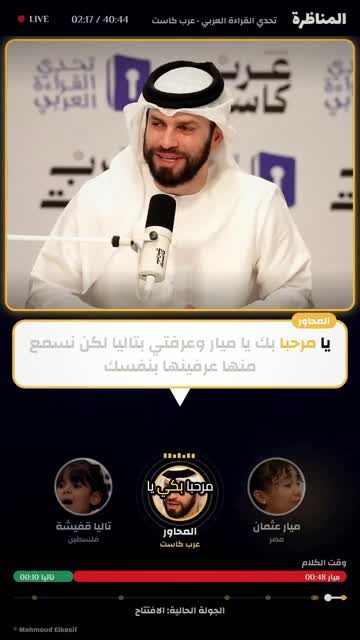 المناظرة
تحدي القراءة العربي - عرب كاست
02:17 / 40:44
LIVE
عرب
كاست
تحدي
القراءة
العربي
المحاور
يا مرحبا بك يا ميار وعرفتي بتاليا لكن نسمع
منها عرفينها بنفسك
مرحبا بكي يا
ميار عثمان
مصر
المحاور
عرب كاست
تاليا قفيشة
فلسطين
وقت الكلام
ميار 00:48
تاليا 00:10
الجولة الحالية: الافتتاح
© Mahmoud Elkosif